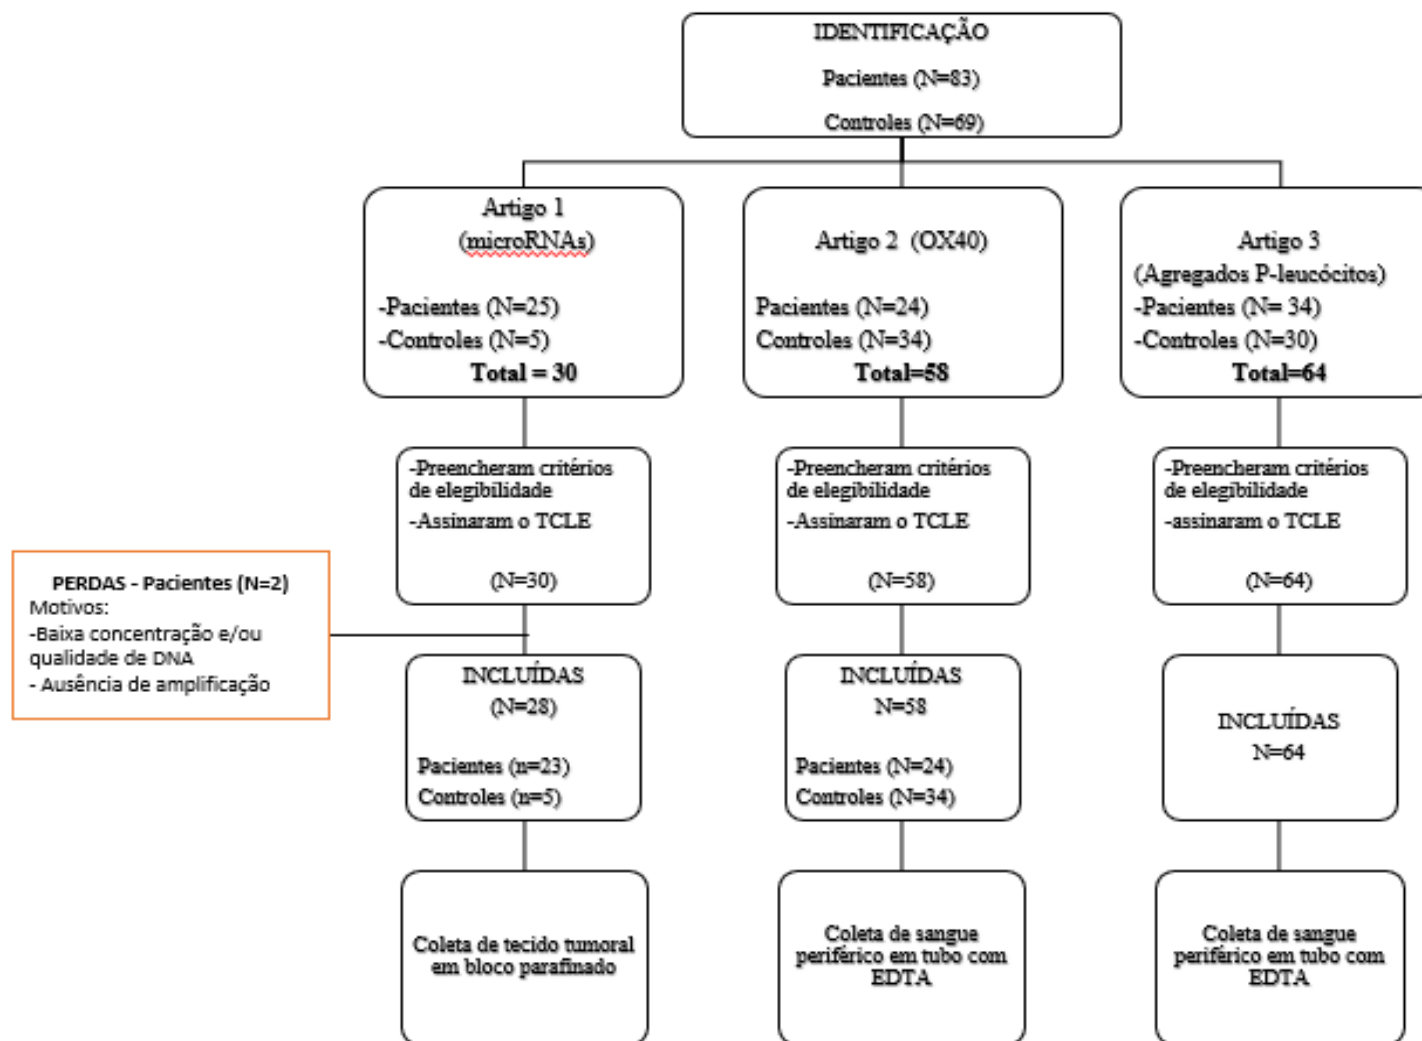 IDENTIFICAÇÃO
Pacientes (N=83)
Controles (N=69)
Artigo 1
(microRNAs)
-Pacientes (N=25)
-Controles (N=5)
Total = 30
Artigo 2 (OX40)
Pacientes (N=24)
Controles (N=34)
Total=58
Artigo 3
(Agregados P-leucócitos)
-Pacientes (N= 34)
-Controles (N=30)
Total=64
-Preencheram critérios
de elegibilidade
-Assinaram o TCLE
(N=30)
-Preencheram critérios
de elegibilidade
-Assinaram o TCLE
(N=58)
-Preencheram critérios
de elegibilidade
-assinaram o TCLE
(N=64)
PERDAS - Pacientes (N=2)
Motivos:
-Baixa concentração e/ou
qualidade de DNA
- Ausência de amplificação
INCLUÍDAS
(N=28)
Pacientes (n=23)
Controles (n=5)
INCLUÍDAS
N=58
Pacientes (N=24)
Controles (N=34)
INCLUÍDAS
N=64
Coleta de tecido tumoral
em bloco parafinado
Coleta de sangue
periférico em tubo com
EDTA
Coleta de sangue
periférico em tubo com
EDTA